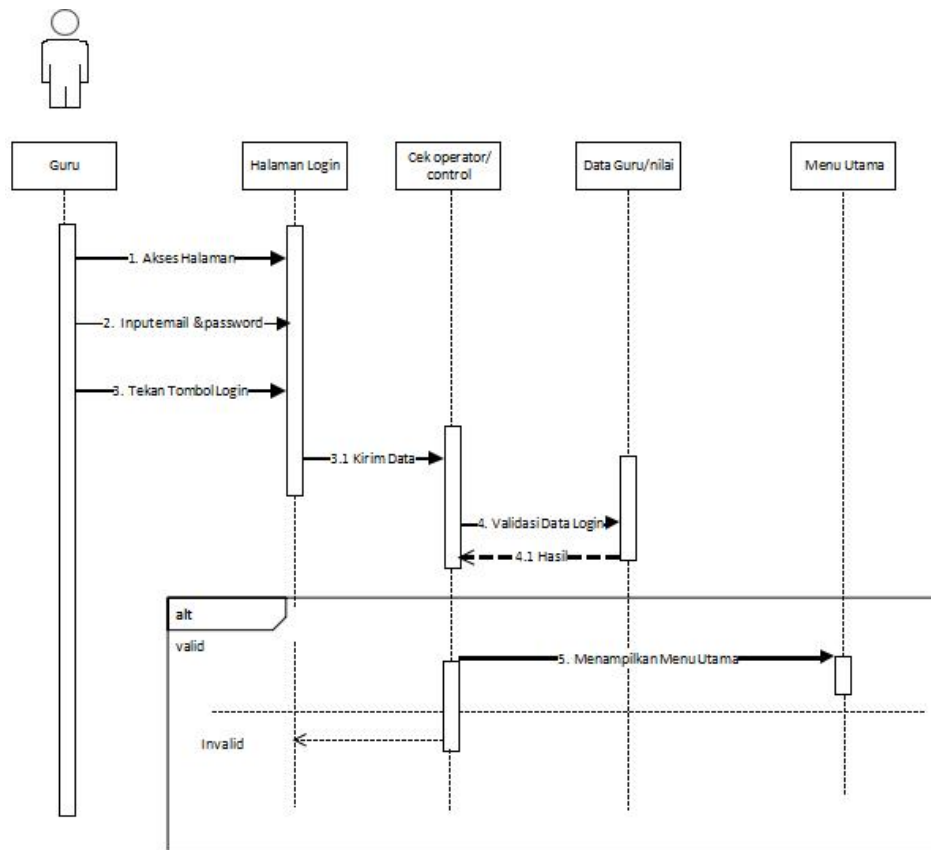 Guru
Halaman Login
Cek operator/
control
Data Guru/nilai
Menu Utama
1. Akses Halaman
2. Input email & password
3. Tekan Tombol Login
3.1 Kirim Data
4. Validasi Data Login
4.1 Hasil
alt
valid
5. Menampilkan Menu Utama
Invalid